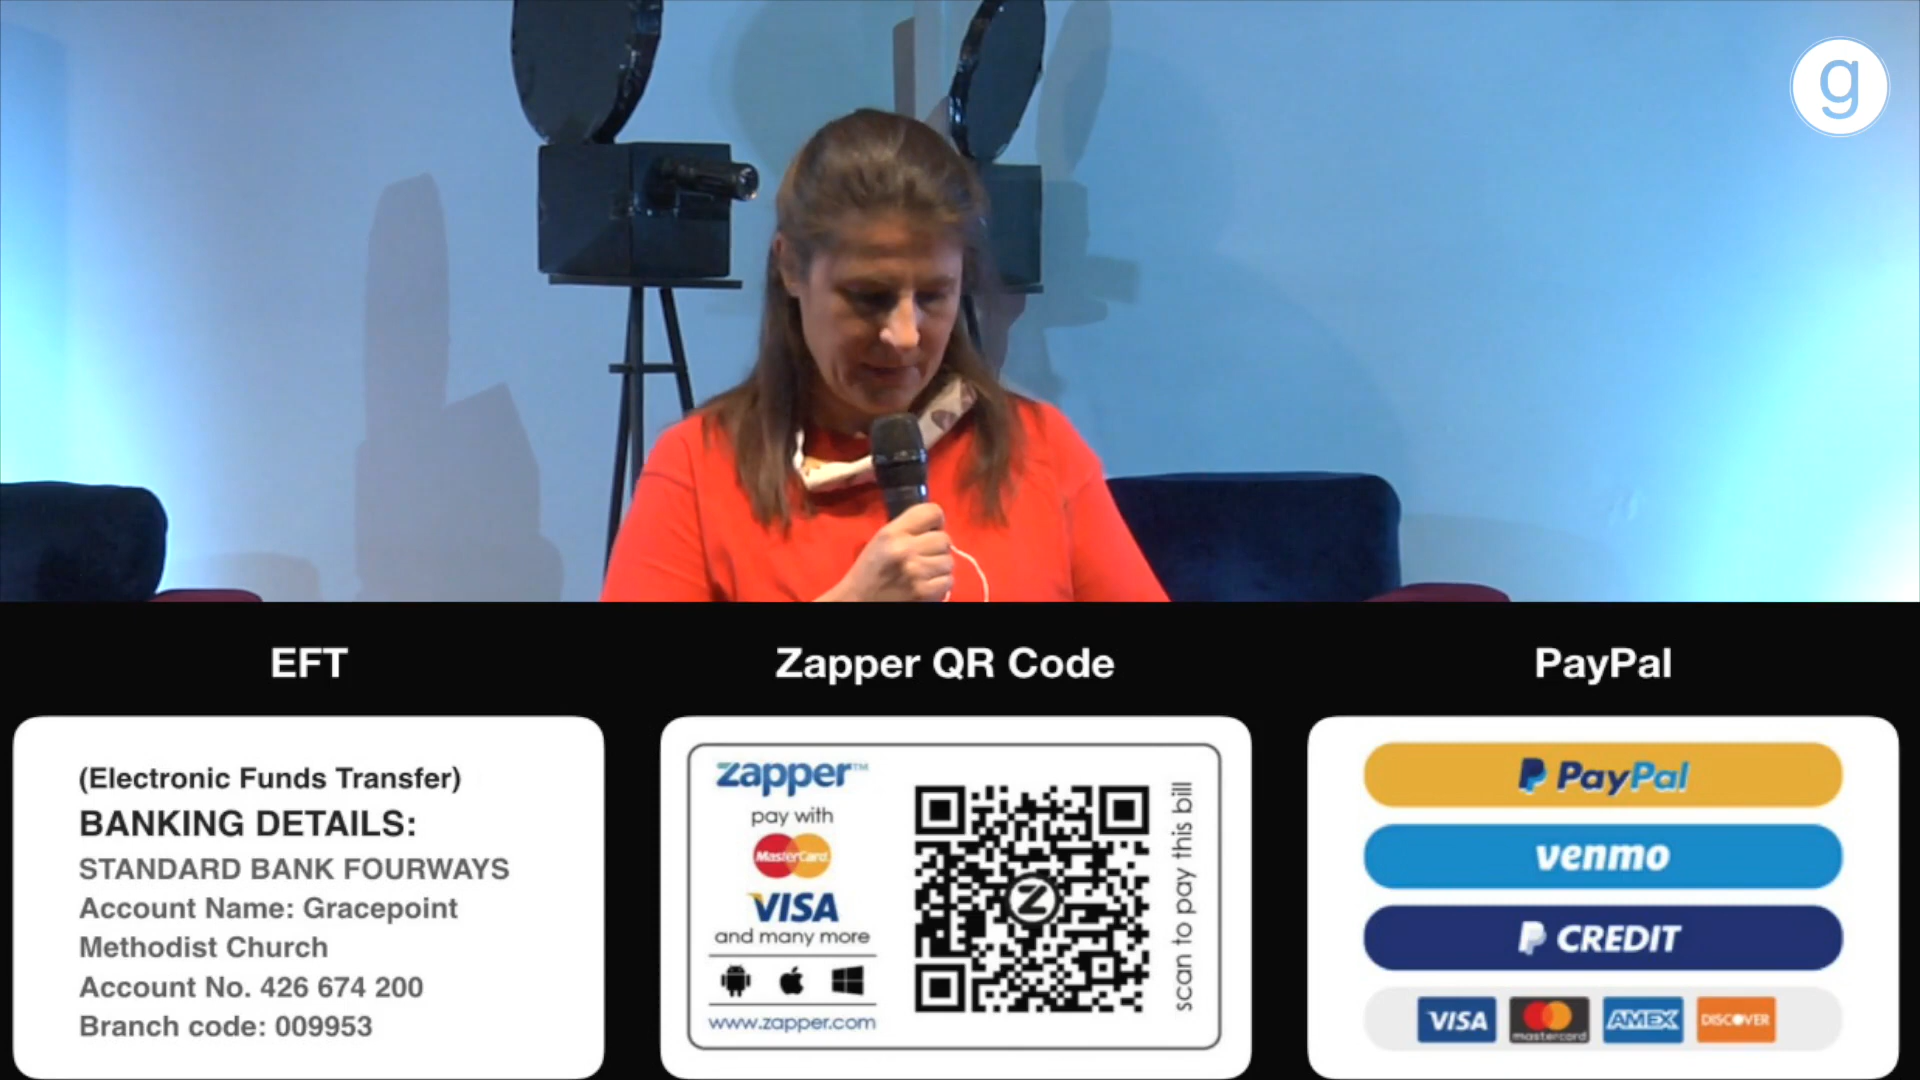 g
EFT
(Electronic Funds Transfer)
BANKING DETAILS:
STANDARD BANK FOURWAYS
Account Name: Gracepoint
Methodist Church
Account No. 426 674 200
Branch code: 009953
Zapper QR Code
zapper™
pay with
MasterCard
VISA
and many more
www.zapper.com
Z
scan to pay this bill
PayPal
PayPal
venmo
CREDIT
VISA
mastercard
AMEX
DISCOVER